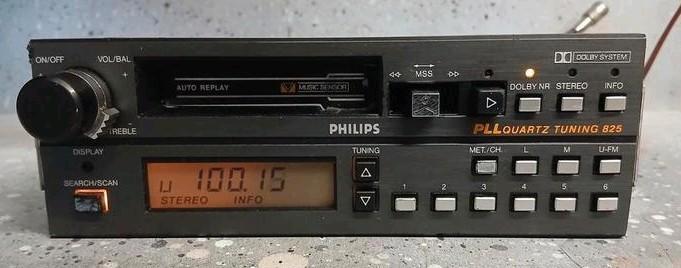 ON/OFF
VOL/BAL
+
TREBLE
AUTO REPLAY
MUSIC SENSOR
MSS
DOLBY SYSTEM
DOLBY NR
STEREO
INFO
PHILIPS
PLL QUARTZ TUNING 825
DISPLAY
SEARCH/SCAN
U 100.15
STEREO INFO
TUNING
MET./CH.
L
M
U-FM
1
2
3
4
5
6